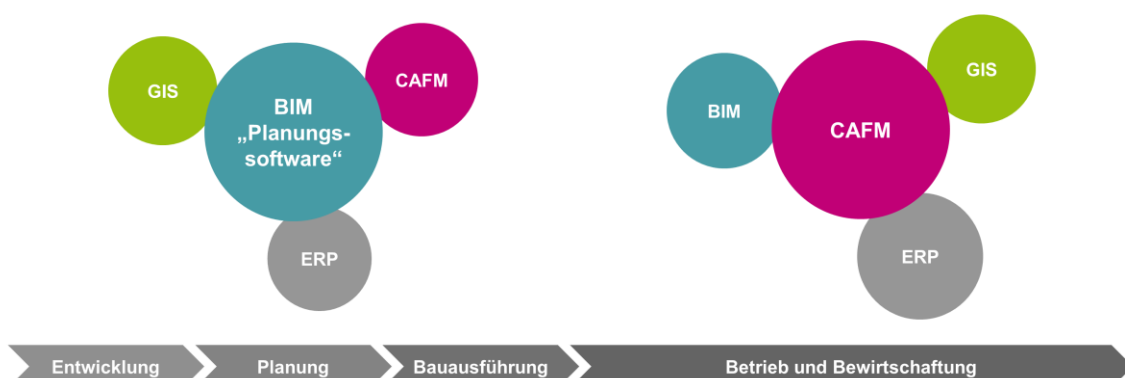 GIS
BIM
„Planungs-
software“
CAFM
ERP
BIM
CAFM
GIS
ERP
Entwicklung
Planung
Bauausführung
Betrieb und Bewirtschaftung